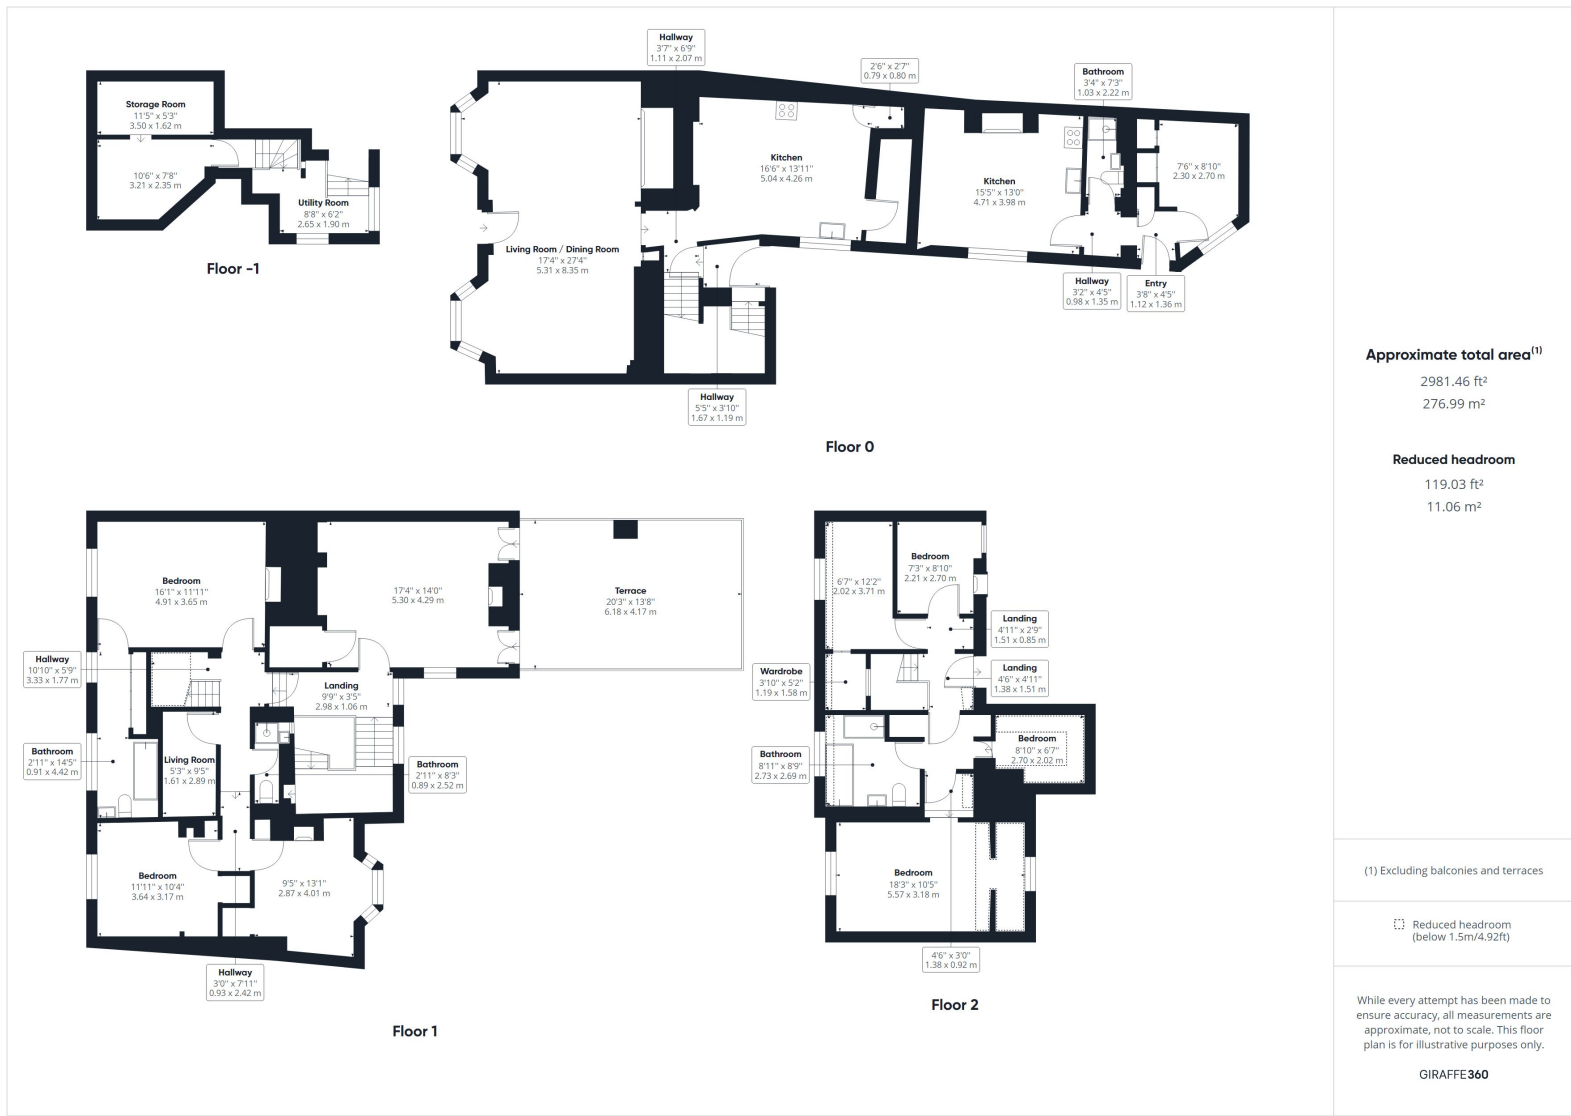 Storage Room
11'5" x 5'3"
3.50 x 1.62 m
10'6" x 7'8"
3.21 x 2.35 m
Utility Room
8'8" x 6'2"
2.65 x 1.90 m
Floor -1
Hallway
3'7" x 6'9"
1.11 x 2.07 m
2'6" x 2'7"
0.79 x 0.80 m
Bathroom
3'4" x 7'3"
1.03 x 2.22 m
Kitchen
16'6" x 13'11"
5.04 x 4.26 m
Kitchen
15'5" x 13'0"
4.71 x 3.98 m
7'6" x 8'10"
2.30 x 2.70 m
Living Room / Dining Room
17'4" x 27'4"
5.31 x 8.35 m
Hallway
3'2" x 4'5"
0.98 x 1.35 m
Entry
3'8" x 4'5"
1.12 x 1.36 m
Hallway
5'5" x 3'10"
1.67 x 1.19 m
Floor 0
Bedroom
16'1" x 11'11"
4.91 x 3.65 m
17'4" x 14'0"
5.30 x 4.29 m
Terrace
20'3" x 13'8"
6.18 x 4.17 m
Hallway
10'10" x 5'9"
3.33 x 1.77 m
Landing
9'9" x 3'5"
2.98 x 1.06 m
Bathroom
2'11" x 14'5"
0.91 x 4.42 m
Living Room
5'3" x 9'5"
1.61 x 2.89 m
Bathroom
2'11" x 8'3"
0.89 x 2.52 m
Bedroom
11'11" x 10'4"
3.64 x 3.17 m
9'5" x 13'1"
2.87 x 4.01 m
Hallway
3'0" x 7'11"
0.93 x 2.42 m
Floor 1
6'7" x 12'2"
2.02 x 3.71 m
Bedroom
7'3" x 8'10"
2.21 x 2.70 m
Landing
4'11" x 2'9"
1.51 x 0.85 m
Landing
4'6" x 4'11"
1.38 x 1.51 m
Wardrobe
3'10" x 5'2"
1.19 x 1.58 m
Bathroom
8'11" x 8'9"
2.73 x 2.69 m
Bedroom
8'10" x 6'7"
2.70 x 2.02 m
Bedroom
18'3" x 10'5"
5.57 x 3.18 m
4'6" x 3'0"
1.38 x 0.92 m
Floor 2
Approximate total area(1)
2981.46 ft²
276.99 m²
Reduced headroom
119.03 ft²
11.06 m²
(1) Excluding balconies and terraces
Reduced headroom
(below 1.5m/4.92ft)
While every attempt has been made to
ensure accuracy, all measurements are
approximate, not to scale. This floor
plan is for illustrative purposes only.
GIRAFFE360